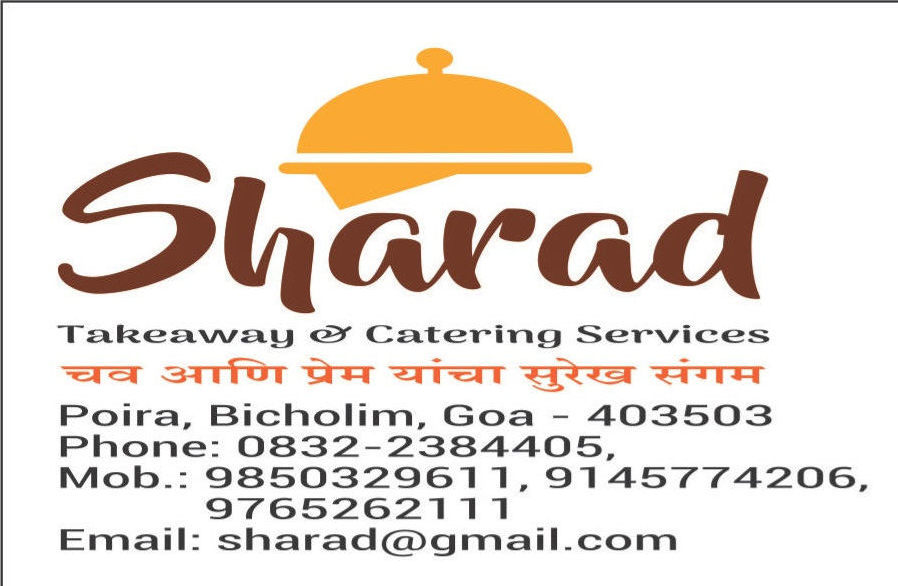 Sharad
Takeaway & Catering Services
चव आणि प्रेम यांचा सुरेख संगम
Poira, Bicholim, Goa - 403503
Phone: 0832-2384405,
Mob.: 9850329611, 9145774206,
9765262111
Email: sharad@gmail.com